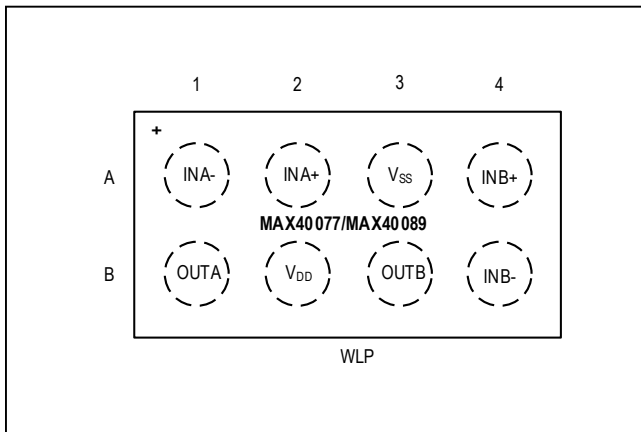 1 2 3 4
+
A INA- INA+ VSS INB+
MAX40077/MAX40089
B OUTA VDD OUTB INB-
WLP